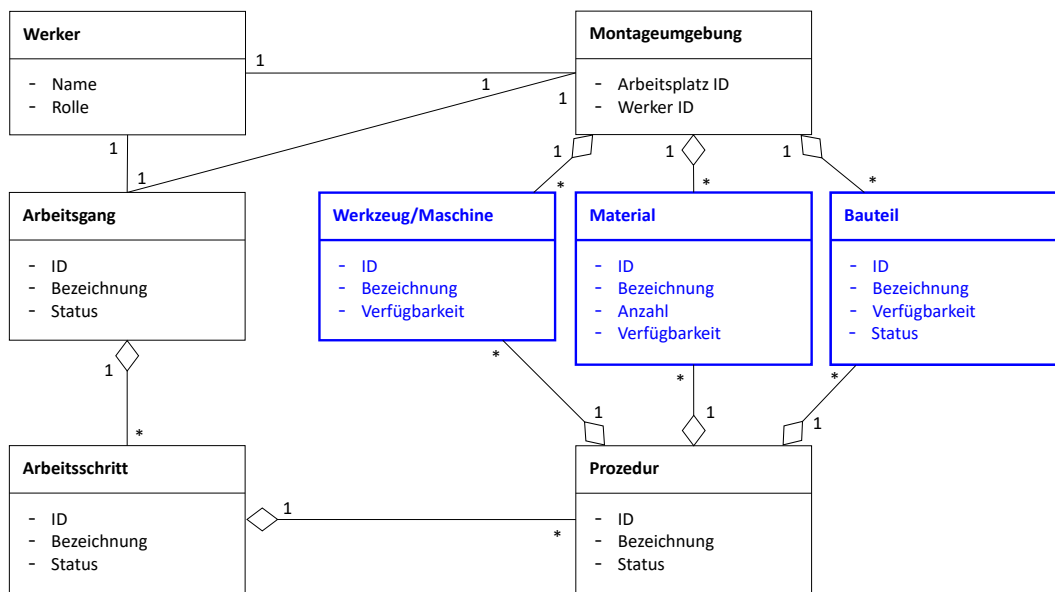 Werker
- Name
- Rolle
Montageumgebung
- Arbeitsplatz ID
- Werker ID
1
1
1
1
1
1
1
1
1
*
*
*
Arbeitsgang
- ID
- Bezeichnung
- Status
Werkzeug/Maschine
- ID
- Bezeichnung
- Verfügbarkeit
Material
- ID
- Bezeichnung
- Anzahl
- Verfügbarkeit
Bauteil
- ID
- Bezeichnung
- Verfügbarkeit
- Status
1
*
*
*
*
1
1
1
Arbeitsschritt
- ID
- Bezeichnung
- Status
1
*
Prozedur
- ID
- Bezeichnung
- Status